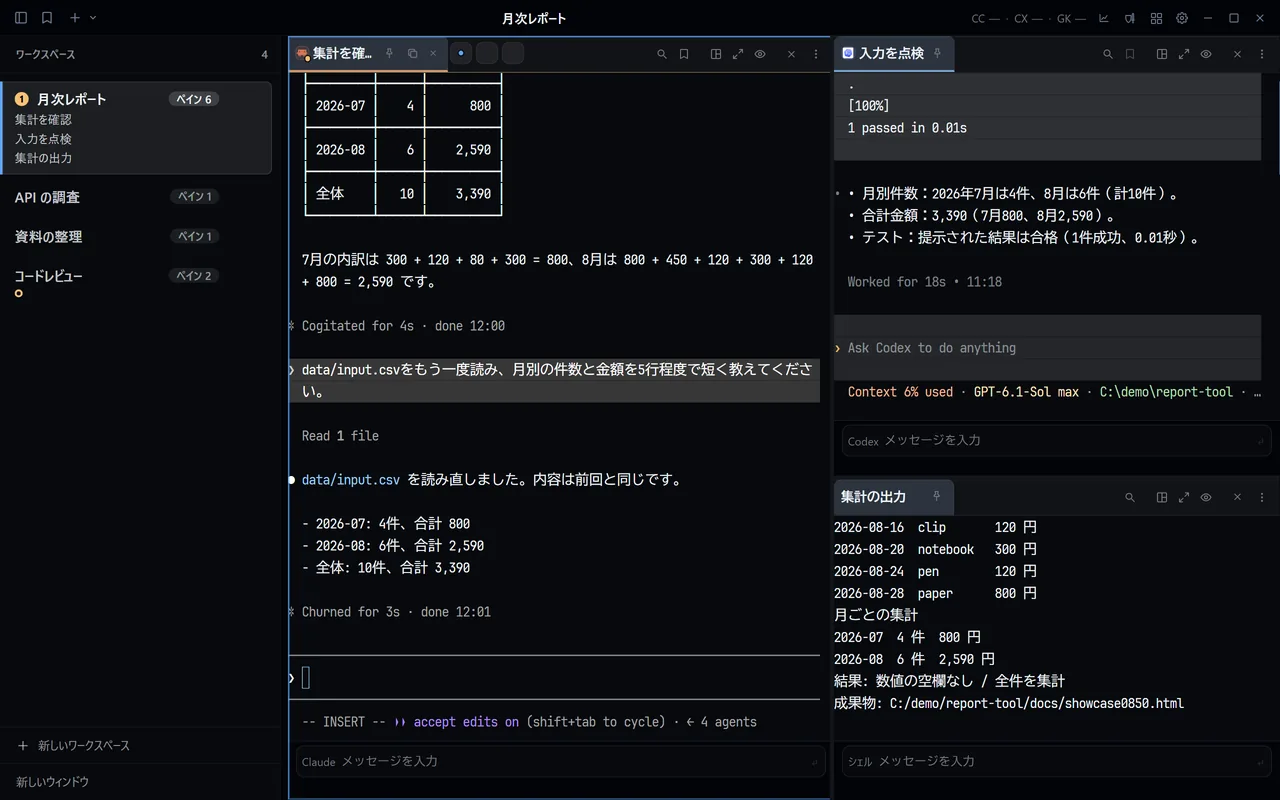 月次レポート
CC — · CX — · GK —
ワークスペース 4
1 月次レポート ペイン 6
集計を確認
入力を点検
集計の出力
API の調査 ペイン 1
資料の整理 ペイン 1
コードレビュー ペイン 2
+ 新しいワークスペース
新しいウィンドウ
集計を確…
2026-07 4 800
2026-08 6 2,590
全体 10 3,390
7月の内訳は 300 + 120 + 80 + 300 = 800、8月は 800 + 450 + 120 + 300 + 120
+ 800 = 2,590 です。
✻ Cogitated for 4s · done 12:00
❯ data/input.csvをもう一度読み、月別の件数と金額を5行程度で短く教えてくださ
い。
Read 1 file
● data/input.csv を読み直しました。内容は前回と同じです。
- 2026-07: 4件、合計 800
- 2026-08: 6件、合計 2,590
- 全体: 10件、合計 3,390
✻ Churned for 3s · done 12:01
❯
-- INSERT -- ⏵⏵ accept edits on (shift+tab to cycle) · ← 4 agents
Claude メッセージを入力
入力を点検
.
[100%]
1 passed in 0.01s
• • 月別件数：2026年7月は4件、8月は6件（計10件）。
• 合計金額：3,390（7月800、8月2,590）。
• テスト：提示された結果は合格（1件成功、0.01秒）。
Worked for 18s • 11:18
› Ask Codex to do anything
Context 6% used · GPT-6.1-Sol max · C:\demo\report-tool · …
Codex メッセージを入力
集計の出力
2026-08-16 clip 120 円
2026-08-20 notebook 300 円
2026-08-24 pen 120 円
2026-08-28 paper 800 円
月ごとの集計
2026-07 4 件 800 円
2026-08 6 件 2,590 円
結果: 数値の空欄なし / 全件を集計
成果物: C:/demo/report-tool/docs/showcase0850.html
シェル メッセージを入力